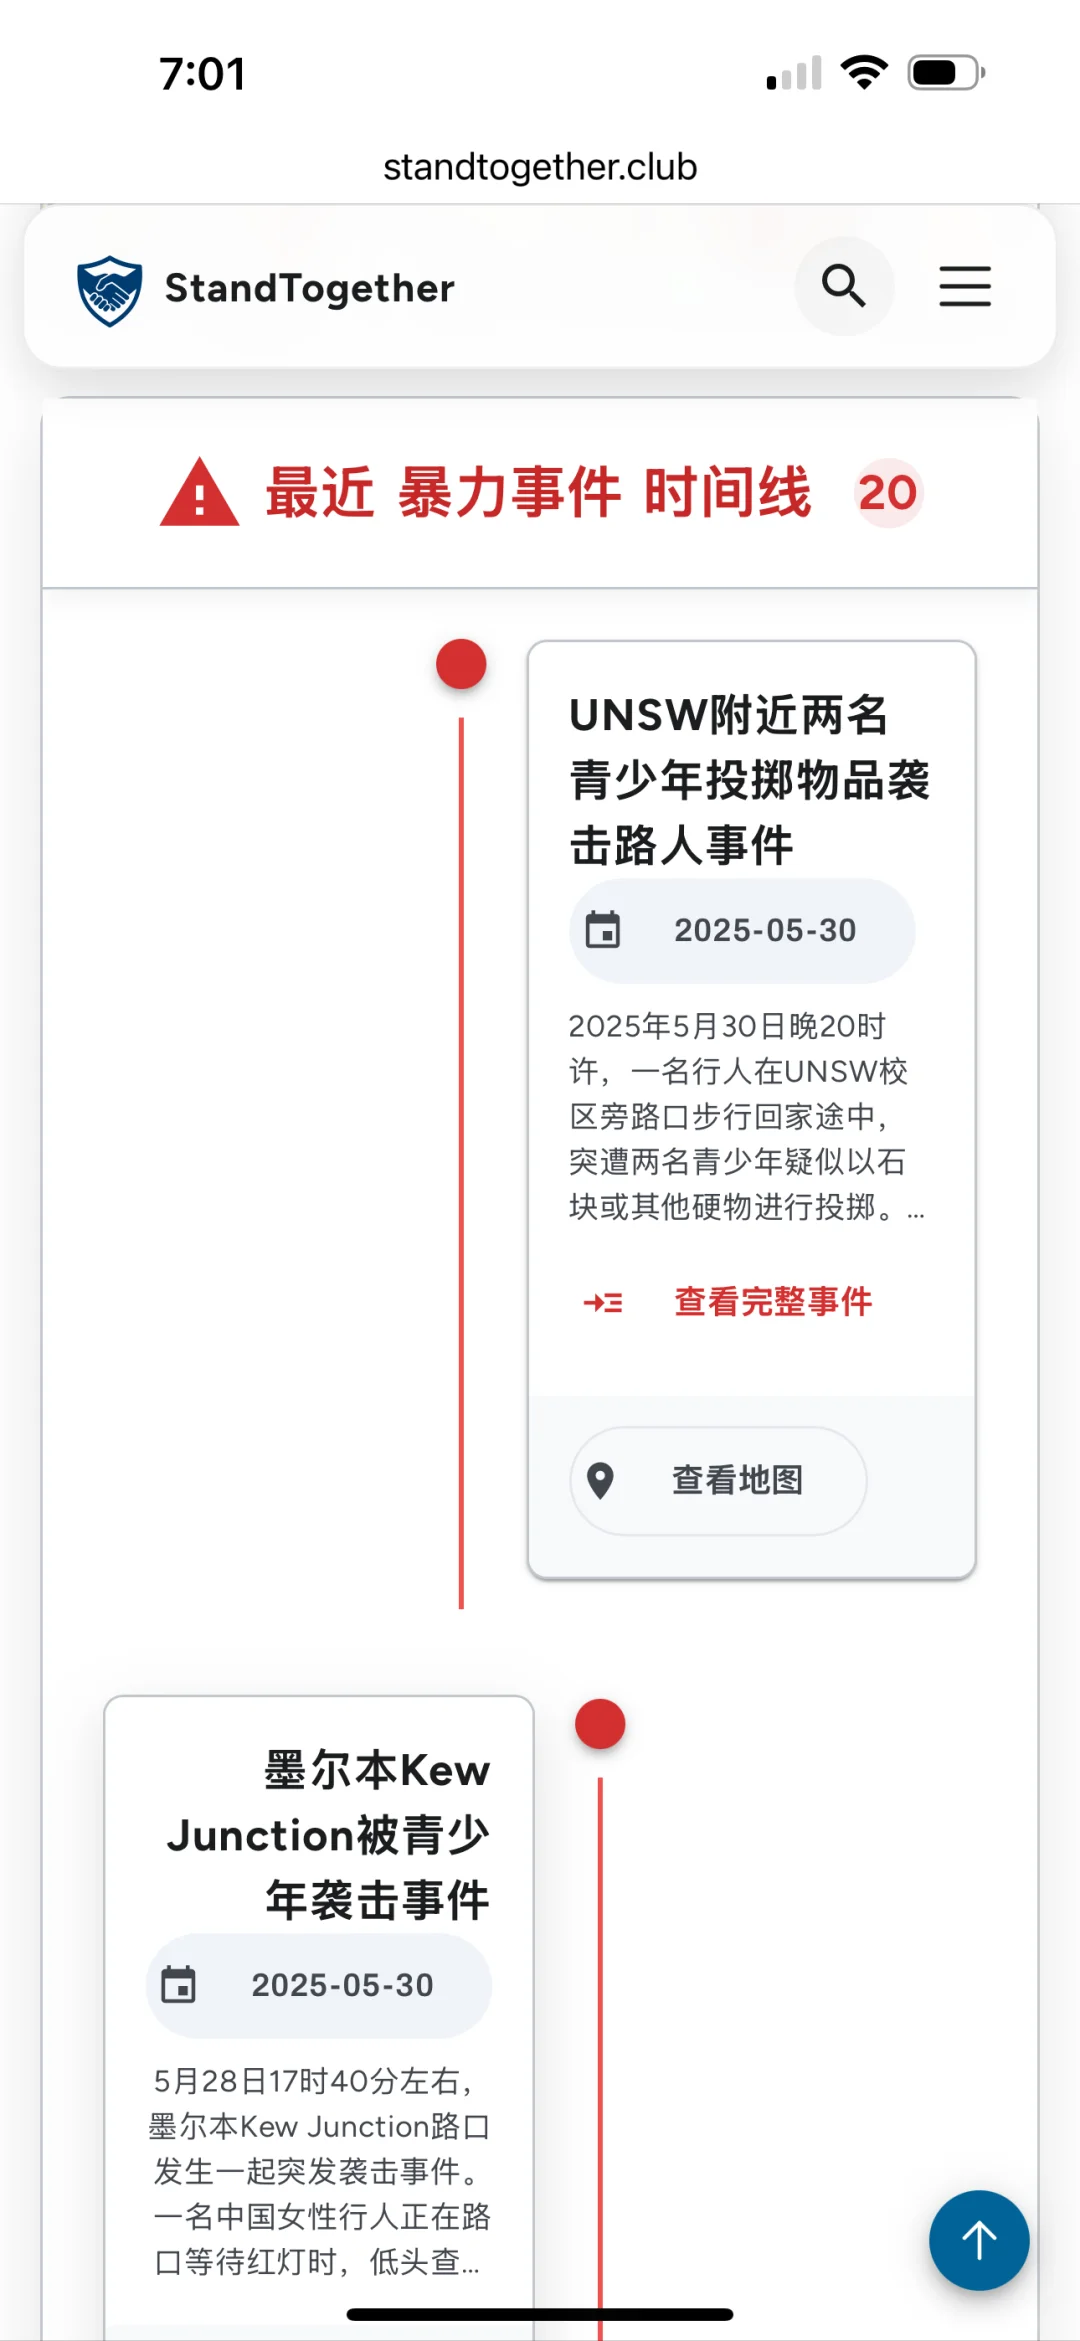 7:01
standtogether.club
StandTogether
最近 暴力事件 时间线 20
UNSW附近两名
青少年投掷物品袭
击路人事件
2025-05-30
2025年5月30日晚20时
许，一名行人在UNSW校
区旁路口步行回家途中，
突遭两名青少年疑似以石
块或其他硬物进行投掷。...
查看完整事件
查看地图
墨尔本Kew
Junction被青少
年袭击事件
2025-05-30
5月28日17时40分左右，
墨尔本Kew Junction路口
发生一起突发袭击事件。
一名中国女性行人正在路
口等待红灯时，低头查...